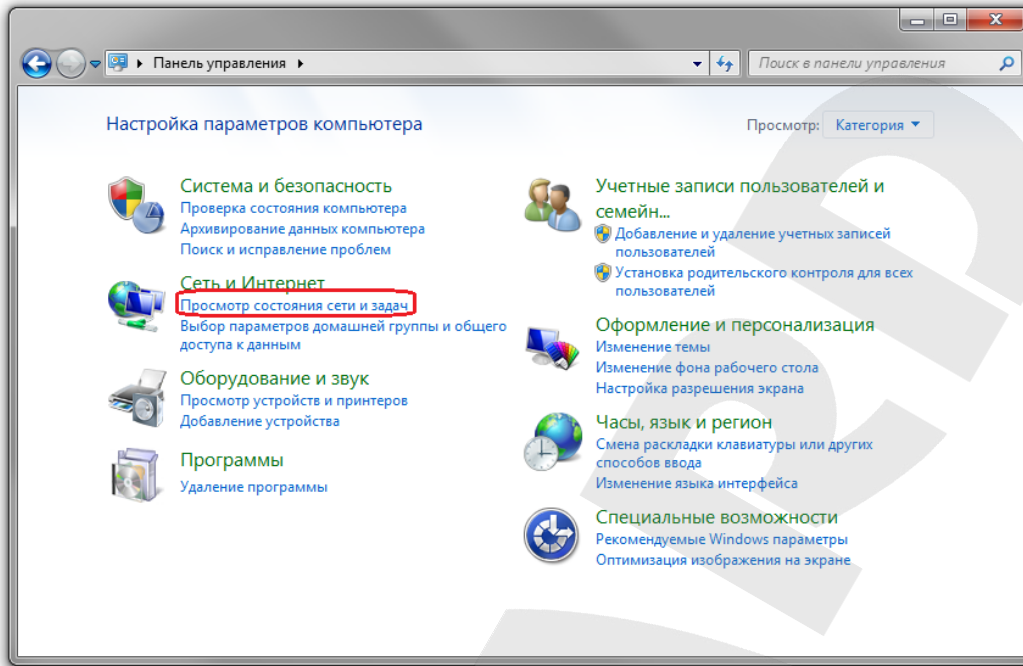 Панель управления
Поиск в панели управления
Настройка параметров компьютера
Просмотр: Категория
Система и безопасность
Проверка состояния компьютера
Архивирование данных компьютера
Поиск и исправление проблем
Сеть и Интернет
Просмотр состояния сети и задач
Выбор параметров домашней группы и общего
доступа к данным
Оборудование и звук
Просмотр устройств и принтеров
Добавление устройства
Программы
Удаление программы
Учетные записи пользователей и
семейн...
Добавление и удаление учетных записей
пользователей
Установка родительского контроля для всех
пользователей
Оформление и персонализация
Изменение темы
Изменение фона рабочего стола
Настройка разрешения экрана
Часы, язык и регион
Смена раскладки клавиатуры или других
способов ввода
Изменение языка интерфейса
Специальные возможности
Рекомендуемые Windows параметры
Оптимизация изображения на экране